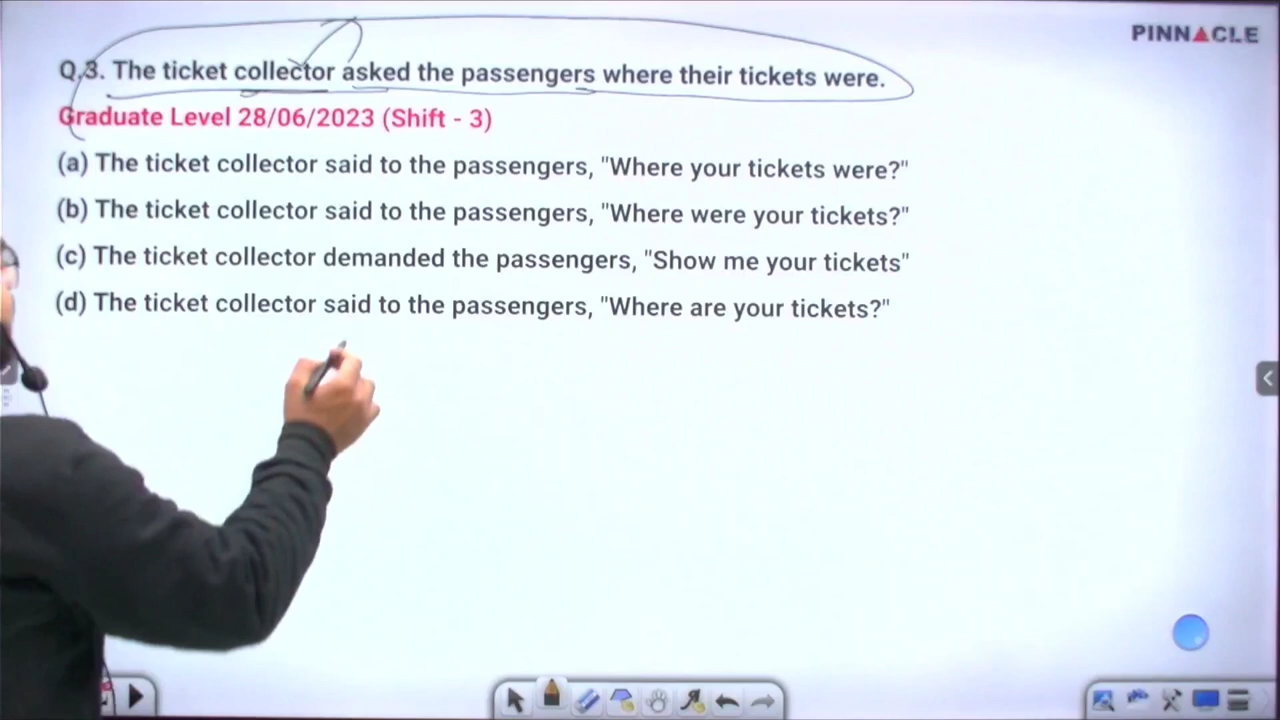 PINNACLE
Q.3. The ticket collector asked the passengers where their tickets were.
Graduate Level 28/06/2023 (Shift - 3)
(a) The ticket collector said to the passengers, "Where your tickets were?"
(b) The ticket collector said to the passengers, "Where were your tickets?"
(c) The ticket collector demanded the passengers, "Show me your tickets"
(d) The ticket collector said to the passengers, "Where are your tickets?"